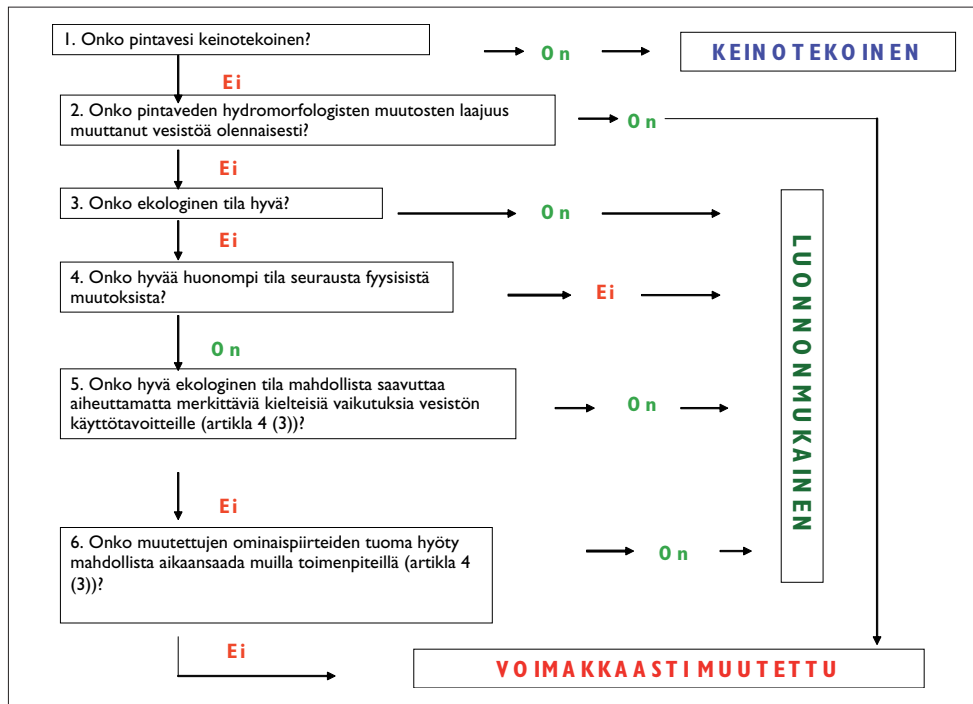 1. Onko pintavesi keinotekoinen?
On
KEINOTEKOINEN
Ei
2. Onko pintaveden hydromorfologisten muutosten laajuus
muuttanut vesistöä olennaisesti?
On
Ei
3. Onko ekologinen tila hyvä?
On
Ei
4. Onko hyvää huonompi tila seurausta fyysisistä
muutoksista?
Ei
On
5. Onko hyvä ekologinen tila mahdollista saavuttaa
aiheuttamatta merkittäviä kielteisiä vaikutuksia vesistön
käyttötavoitteille (artikla 4 (3))?
On
LUONNONMUKAINEN
Ei
6. Onko muutettujen ominaispiirteiden tuoma hyöty
mahdollista aikaansaada muilla toimenpiteillä (artikla 4
(3))?
On
Ei
VOIMAKKAASTI MUUTETTU